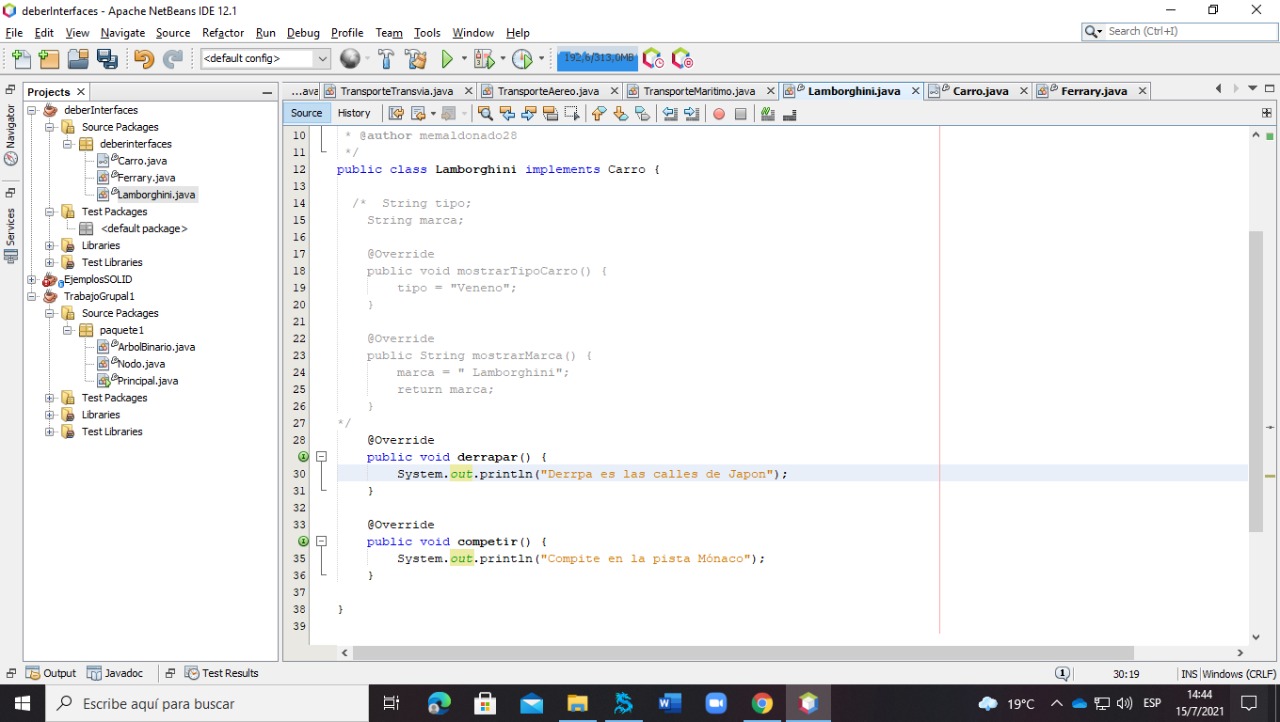 deberInterfaces - Apache NetBeans IDE 12.1
File Edit View Navigate Source Refactor Run Debug Profile Team Tools Window Help
Search (Ctrl+I)
<default config>
192,6/313,0MB
Projects
...ava TransporteTransvia.java TransporteAereo.java TransporteMaritimo.java Lamborghini.java Carro.java Ferrary.java
Navigator
Services
deberInterfaces
Source Packages
deberinterfaces
Carro.java
Ferrary.java
Lamborghini.java
Test Packages
<default package>
Libraries
Test Libraries
EjemplosSOLID
TrabajoGrupal1
Source Packages
paquete1
ArbolBinario.java
Nodo.java
Principal.java
Test Packages
Libraries
Test Libraries
Source History
10 * @author memaldonado28
11 */
12 public class Lamborghini implements Carro {
13
14 /* String tipo;
15 String marca;
16
17 @Override
18 public void mostrarTipoCarro() {
19 tipo = "Veneno";
20 }
21
22 @Override
23 public String mostrarMarca() {
24 marca = " Lamborghini";
25 return marca;
26 }
27 */
28 @Override
public void derrapar() {
30 System.out.println("Derrpa es las calles de Japon");
31 }
32
33 @Override
public void competir() {
35 System.out.println("Compite en la pista Mónaco");
36 }
37
38 }
39
Output Javadoc Test Results
1 30:19 INS Windows (CRLF)
Escribe aquí para buscar
19°C ESP 14:44
15/7/2021